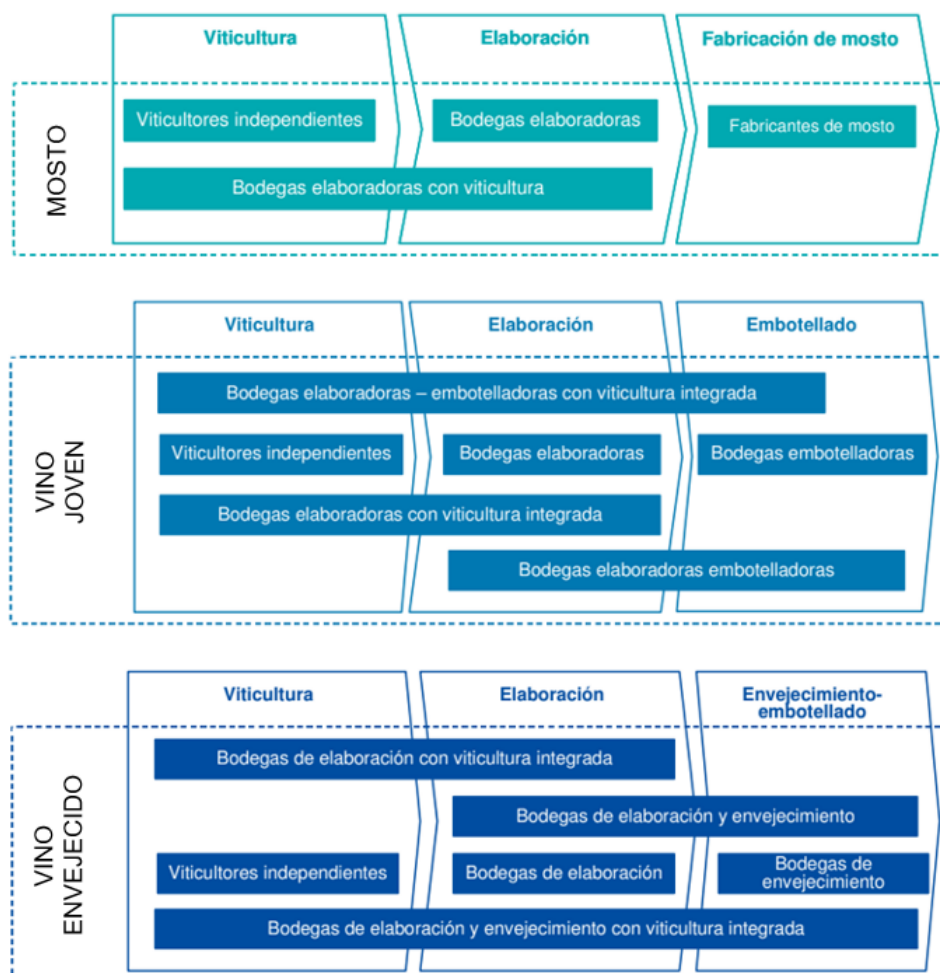 Viticultura
Elaboración
Fabricación de mosto
MOSTO
Viticultores independientes
Bodegas elaboradoras
Fabricantes de mosto
Bodegas elaboradoras con viticultura
Viticultura
Elaboración
Embotellado
VINO
JOVEN
Bodegas elaboradoras – embotelladoras con viticultura integrada
Viticultores independientes
Bodegas elaboradoras
Bodegas embotelladoras
Bodegas elaboradoras con viticultura integrada
Bodegas elaboradoras embotelladoras
Viticultura
Elaboración
Envejecimiento-
embotellado
VINO
ENVEJECIDO
Bodegas de elaboración con viticultura integrada
Bodegas de elaboración y envejecimiento
Viticultores independientes
Bodegas de elaboración
Bodegas de
envejecimiento
Bodegas de elaboración y envejecimiento con viticultura integrada